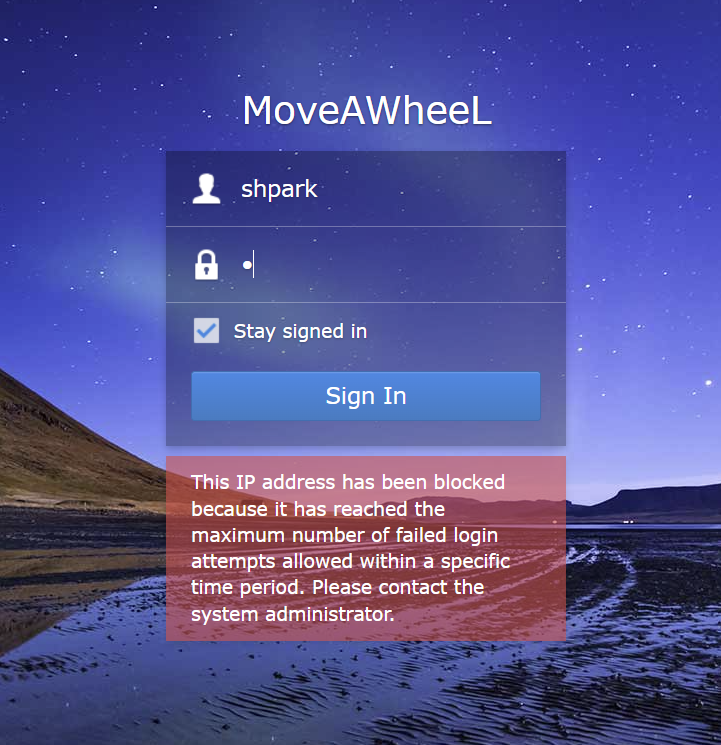 MoveAWheeL
shpark
•
Stay signed in
Sign In
This IP address has been blocked
because it has reached the
maximum number of failed login
attempts allowed within a specific
time period. Please contact the
system administrator.